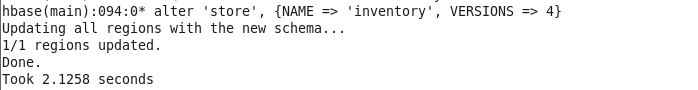 hbase(main):094:0* alter 'store', {NAME => 'inventory', VERSIONS => 4}
Updating all regions with the new schema...
1/1 regions updated.
Done.
Took 2.1258 seconds